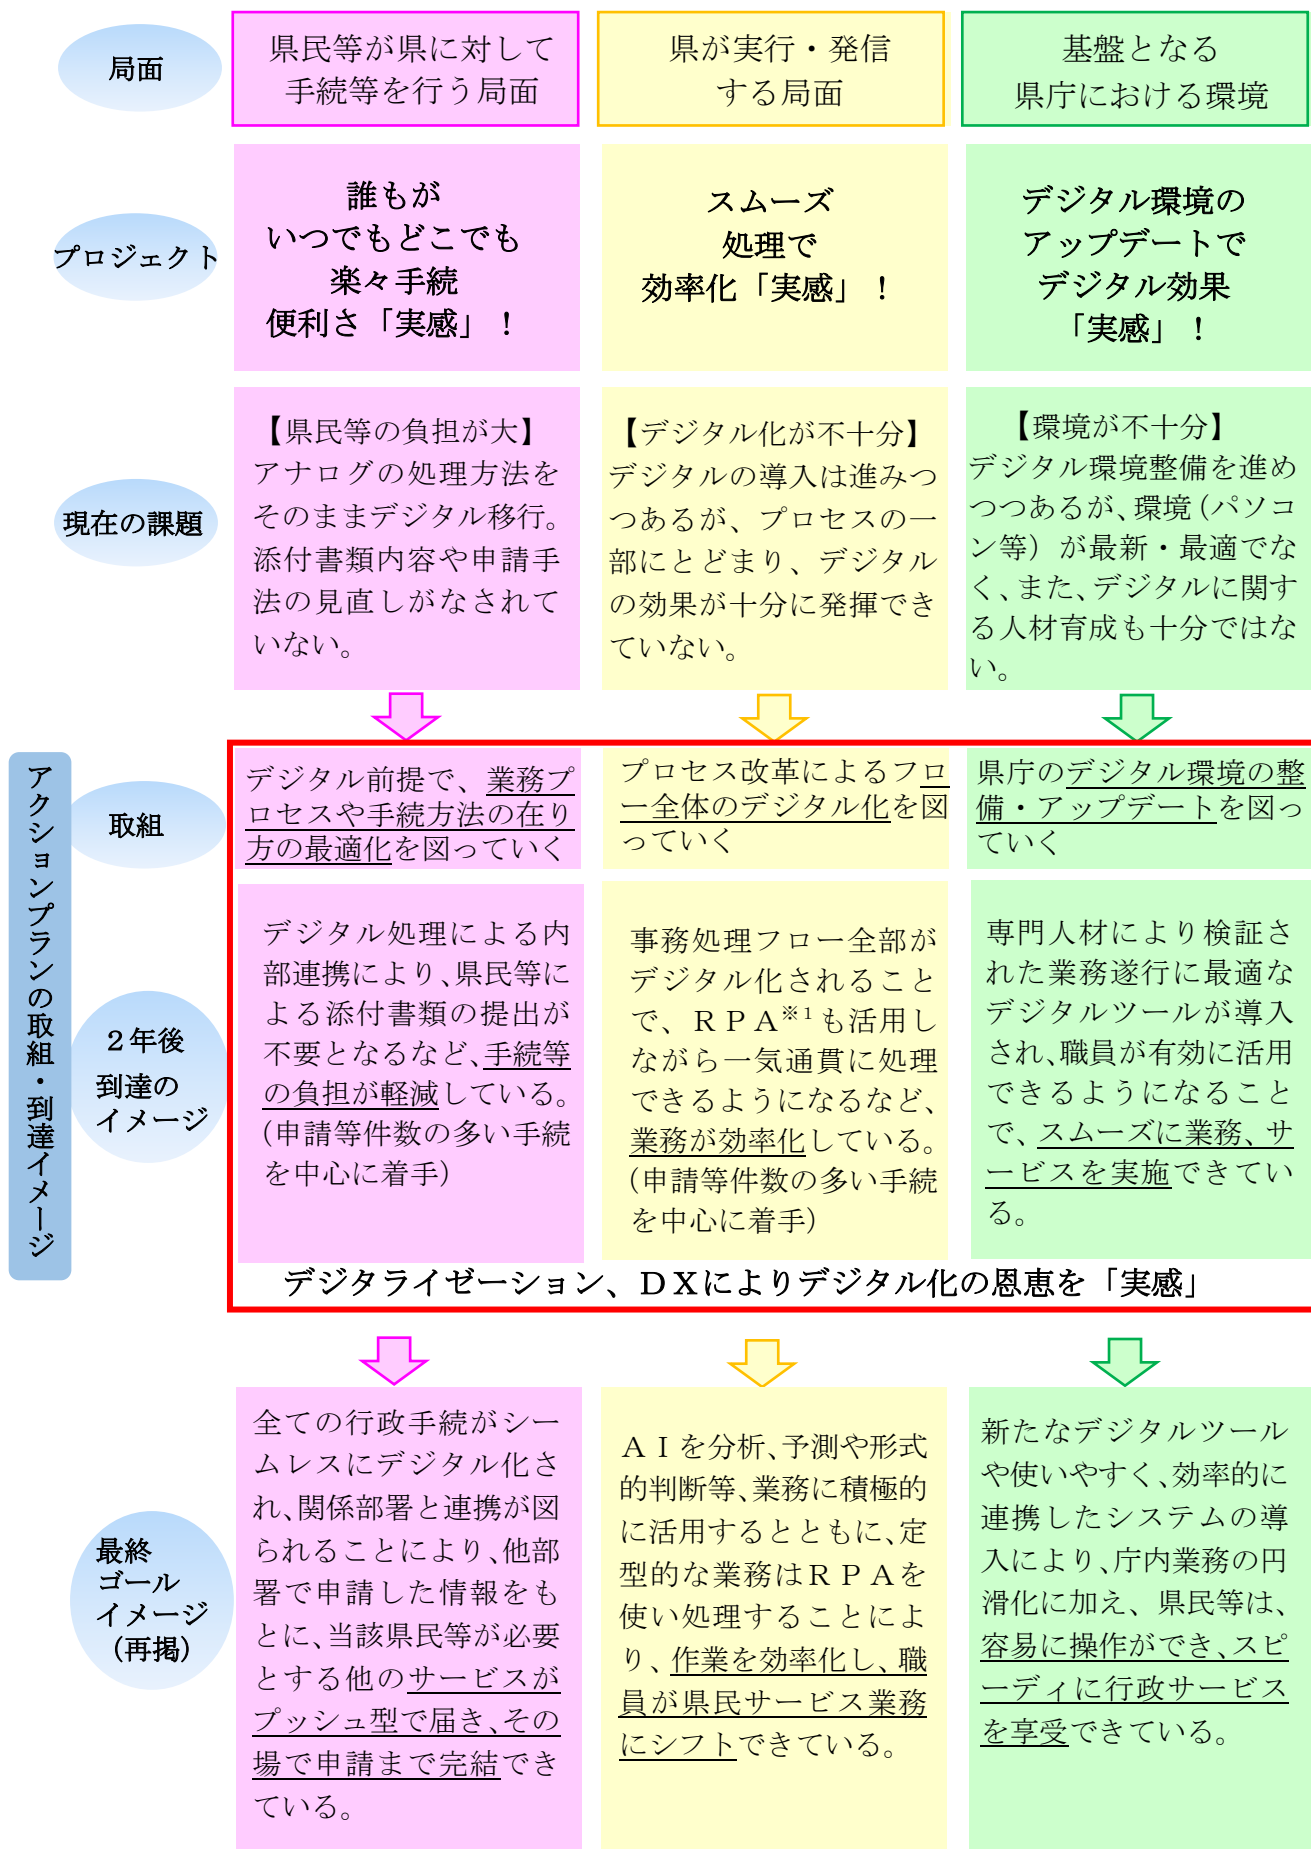 局面
県民等が県に対して
手続等を行う局面
県が実行・発信
する局面
基盤となる
県庁における環境
プロジェクト
誰もが
いつでもどこでも
楽々手続
便利さ「実感」！
スムーズ
処理で
効率化「実感」！
デジタル環境の
アップデートで
デジタル効果
「実感」！
現在の課題
【県民等の負担が大】
アナログの処理方法を
そのままデジタル移行。
添付書類内容や申請手
法の見直しがなされて
いない。
【デジタル化が不十分】
デジタルの導入は進みつ
つあるが、プロセスの一
部にとどまり、デジタル
の効果が十分に発揮でき
ていない。
【環境が不十分】
デジタル環境整備を進め
つつあるが、環境（パソコ
ン等）が最新・最適でな
く、また、デジタルに関す
る人材育成も十分ではな
い。
アクションプランの取組・到達イメージ
取組
デジタル前提で、業務プ
ロセスや手続方法の在り
方の最適化を図っていく
プロセス改革によるフロ
ー全体のデジタル化を図
っていく
県庁のデジタル環境の整
備・アップデートを図っ
ていく
２年後
到達の
イメージ
デジタル処理による内
部連携により、県民等に
よる添付書類の提出が
不要となるなど、手続等
の負担が軽減している。
（申請等件数の多い手続
を中心に着手）
事務処理フロー全部が
デジタル化されること
で、ＲＰＡ※１も活用し
ながら一気通貫に処理
できるようになるなど、
業務が効率化している。
（申請等件数の多い手続
を中心に着手）
専門人材により検証さ
れた業務遂行に最適な
デジタルツールが導入
され、職員が有効に活用
できるようになること
で、スムーズに業務、サ
ービスを実施できてい
る。
デジタライゼーション、ＤＸによりデジタル化の恩恵を「実感」
最終
ゴール
イメージ
（再掲）
全ての行政手続がシー
ムレスにデジタル化さ
れ、関係部署と連携が図
られることにより、他部
署で申請した情報をも
とに、当該県民等が必要
とする他のサービスが
プッシュ型で届き、その
場で申請まで完結でき
ている。
ＡＩを分析、予測や形式
的判断等、業務に積極的
に活用するとともに、定
型的な業務はＲＰＡを
使い処理することによ
り、作業を効率化し、職
員が県民サービス業務
にシフトできている。
新たなデジタルツール
や使いやすく、効率的に
連携したシステムの導
入により、庁内業務の円
滑化に加え、県民等は、
容易に操作ができ、スピ
ーディに行政サービス
を享受できている。